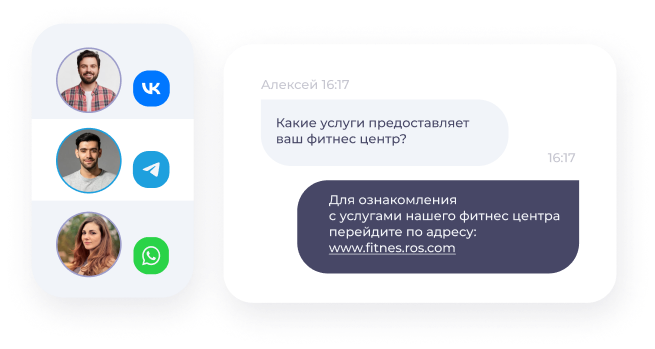 Алексей 16:17
Какие услуги предоставляет
ваш фитнес центр?
16:17
Для ознакомления
с услугами нашего фитнес центра
перейдите по адресу:
www.fitnes.ros.com